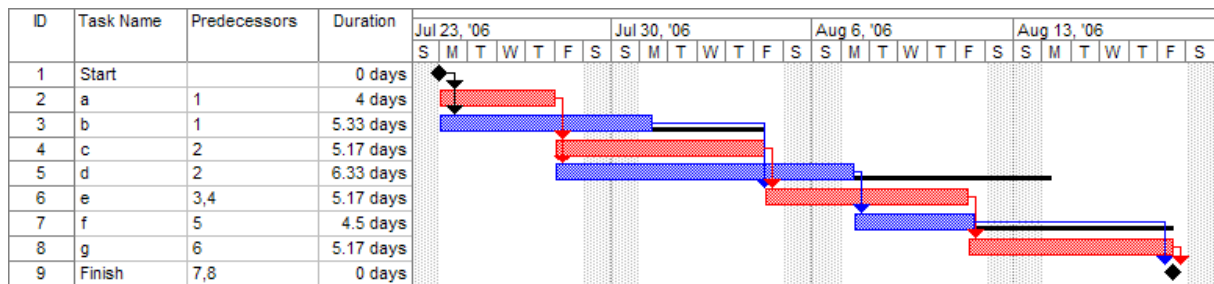 ID Task Name Predecessors Duration Jul 23, '06 Jul 30, '06 Aug 6, '06 Aug 13, '06
S M T W T F S S M T W T F S S M T W T F S S M T W T F S
1 Start 0 days
2 a 1 4 days
3 b 1 5.33 days
4 c 2 5.17 days
5 d 2 6.33 days
6 e 3,4 5.17 days
7 f 5 4.5 days
8 g 6 5.17 days
9 Finish 7,8 0 days